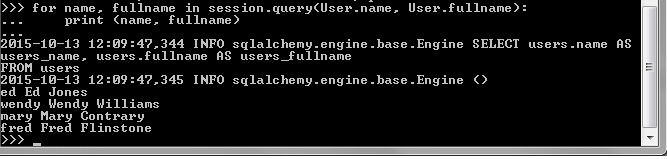 >>> for name, fullname in session.query(User.name, User.fullname):
...     print (name, fullname)
...
2015-10-13 12:09:47,344 INFO sqlalchemy.engine.base.Engine SELECT users.name AS
users_name, users.fullname AS users_fullname
FROM users
2015-10-13 12:09:47,345 INFO sqlalchemy.engine.base.Engine ()
ed Ed Jones
wendy Wendy Williams
mary Mary Contrary
fred Fred Flinstone
>>>